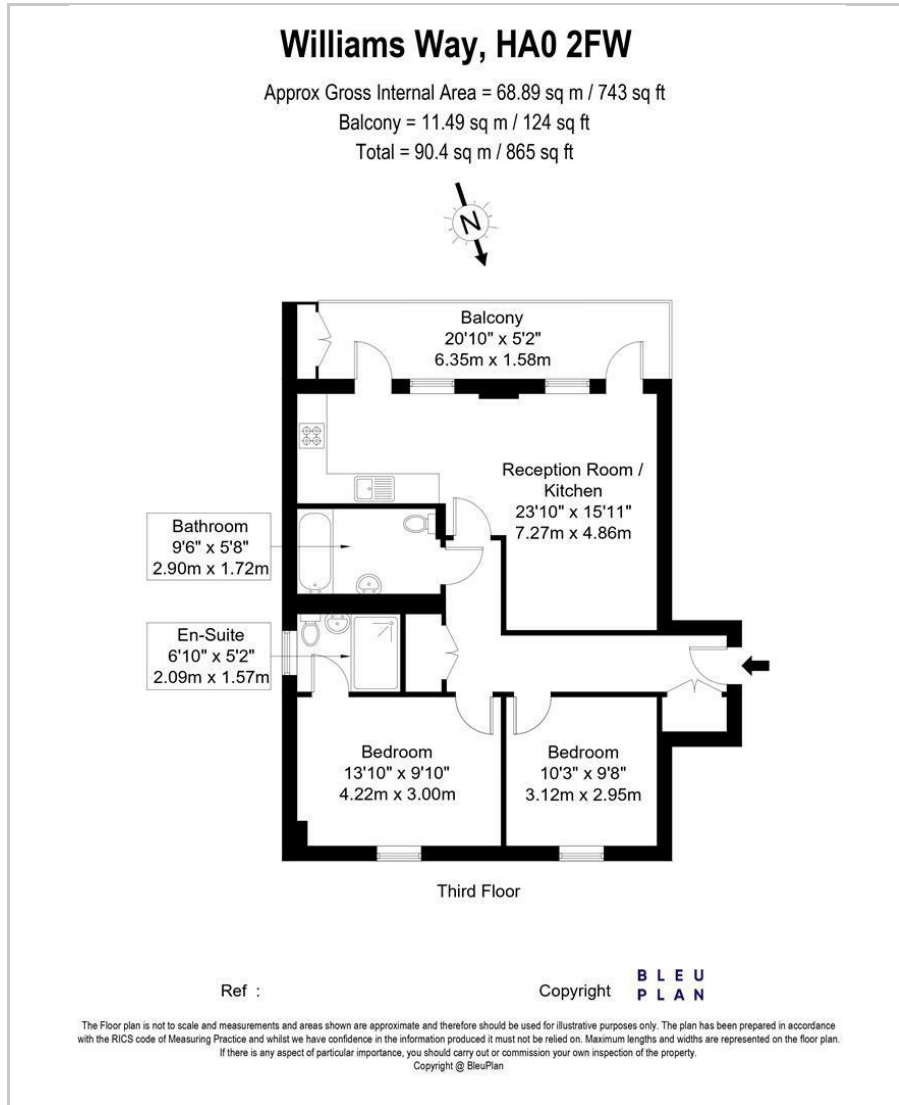 Williams Way, HA0 2FW
Approx Gross Internal Area = 68.89 sq m / 743 sq ft
Balcony = 11.49 sq m / 124 sq ft
Total = 90.4 sq m / 865 sq ft
N
Balcony
20'10" x 5'2"
6.35m x 1.58m
Reception Room /
Kitchen
23'10" x 15'11"
7.27m x 4.86m
Bathroom
9'6" x 5'8"
2.90m x 1.72m
En-Suite
6'10" x 5'2"
2.09m x 1.57m
Bedroom
13'10" x 9'10"
4.22m x 3.00m
Bedroom
10'3" x 9'8"
3.12m x 2.95m
Third Floor
Ref :
Copyright
BLEU
PLAN
The Floor plan is not to scale and measurements and areas shown are approximate and therefore should be used for illustrative purposes only. The plan has been prepared in accordance
with the RICS code of Measuring Practice and whilst we have confidence in the information produced it must not be relied on. Maximum lengths and widths are represented on the floor plan.
If there is any aspect of particular importance, you should carry out or commission your own inspection of the property.
Copyright @ BleuPlan